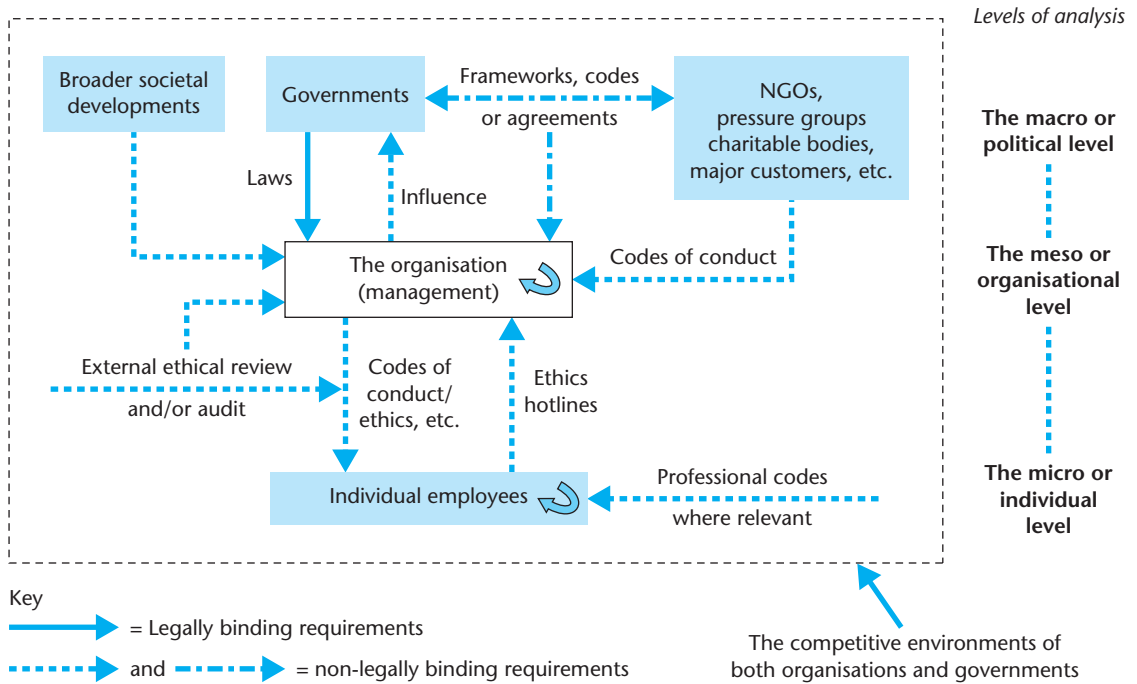 Levels of analysis
Broader societal
developments
Governments
Frameworks, codes
or agreements
NGOs,
pressure groups
charitable bodies,
major customers, etc.
The macro or
political level
Laws
Influence
The organisation
(management)
Codes of conduct
The meso or
organisational
level
External ethical review
and/or audit
Codes of
conduct/
ethics, etc.
Ethics
hotlines
Individual employees
Professional codes
where relevant
The micro or
individual
level
Key
= Legally binding requirements
and = non-legally binding requirements
The competitive environments of
both organisations and governments